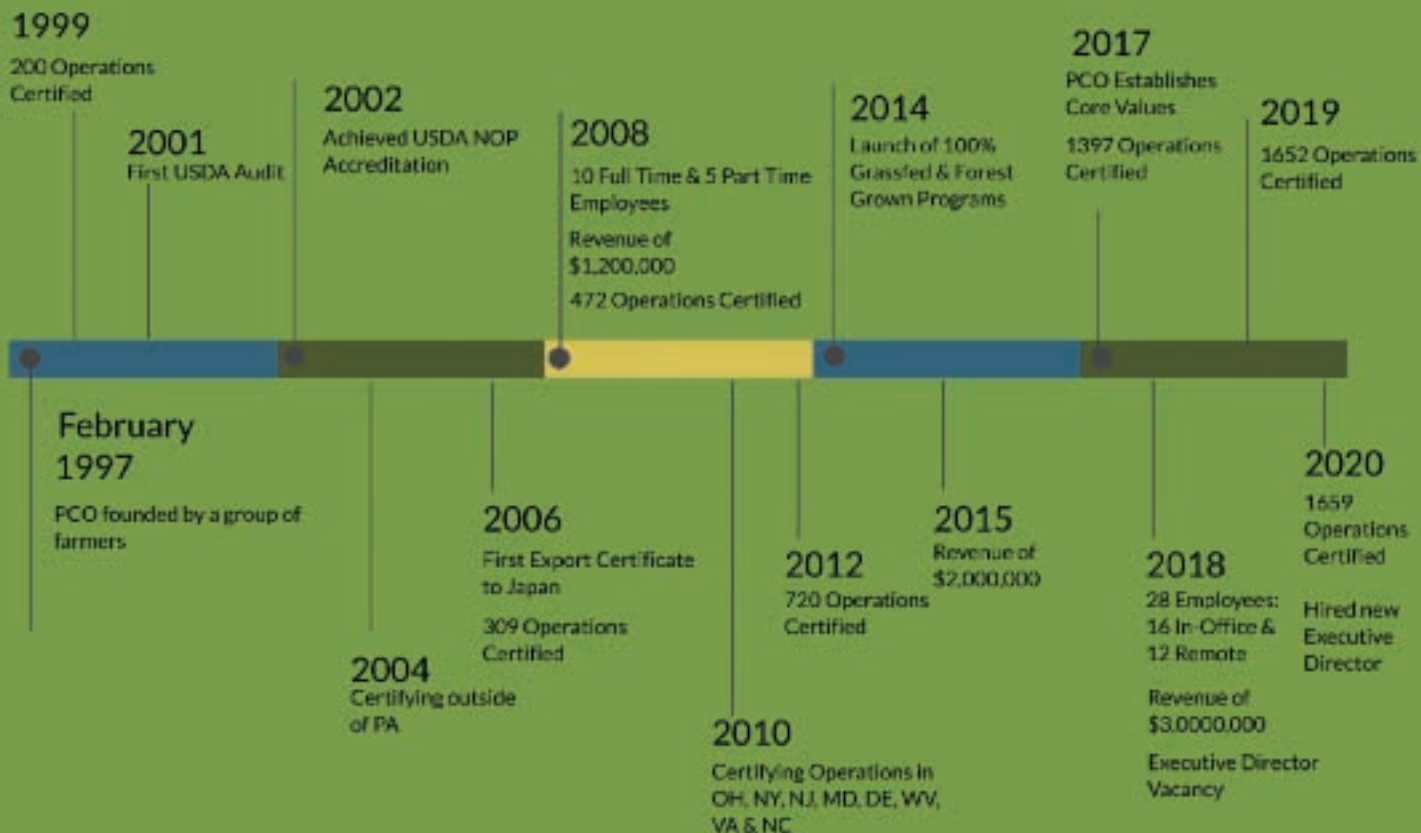 1999
200 Operations
Certified
2001
First USDA Audit
2002
Achieved USDA NOP
Accreditation
2008
10 Full Time & 5 Part Time
Employees
Revenue of
$1,200,000
472 Operations Certified
2014
Launch of 100%
Grassfed & Forest
Grown Programs
2017
PCO Establishes
Core Values
1397 Operations
Certified
2019
1652 Operations
Certified
February
1997
PCO founded by a group of
farmers
2004
Certifying outside
of PA
2006
First Export Certificate
to Japan
309 Operations
Certified
2010
Certifying Operations in
OH, NY, NJ, MD, DE, WV,
VA & NC
2012
720 Operations
Certified
2015
Revenue of
$2,000,000
2018
28 Employees:
16 In-Office &
12 Remote
Revenue of
$3,0000,000
Executive Director
Vacancy
2020
1659
Operations
Certified
Hired new
Executive
Director